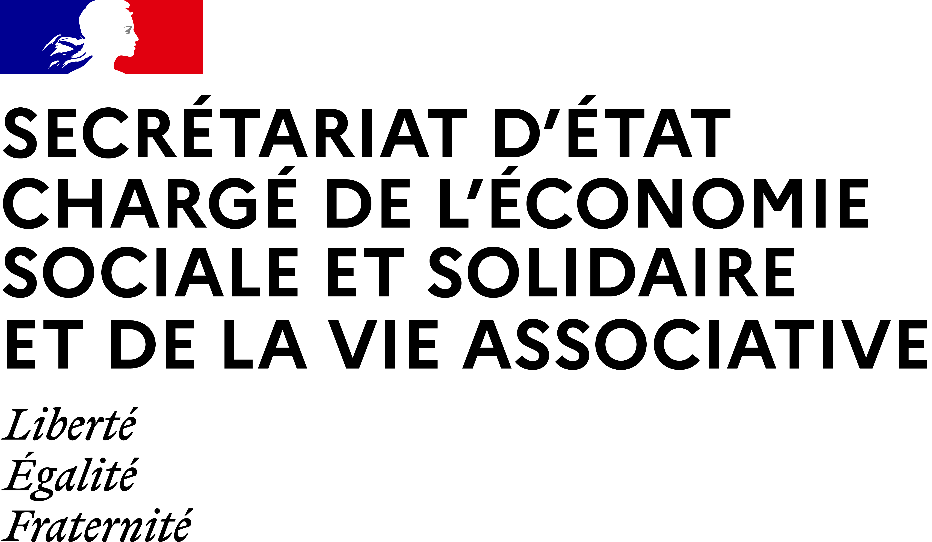 SECRÉTARIAT D’ÉTAT
CHARGÉ DE L’ÉCONOMIE
SOCIALE ET SOLIDAIRE
ET DE LA VIE ASSOCIATIVE
Liberté
Égalité
Fraternité